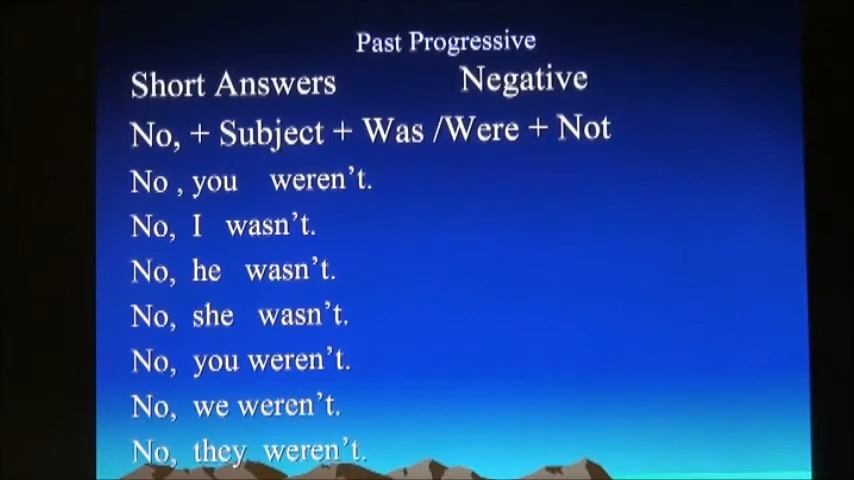 Past Progressive
Short Answers Negative
No, + Subject + Was /Were + Not
No , you weren't.
No, I wasn't.
No, he wasn't.
No, she wasn't.
No, you weren't.
No, we weren't.
No, they weren't.